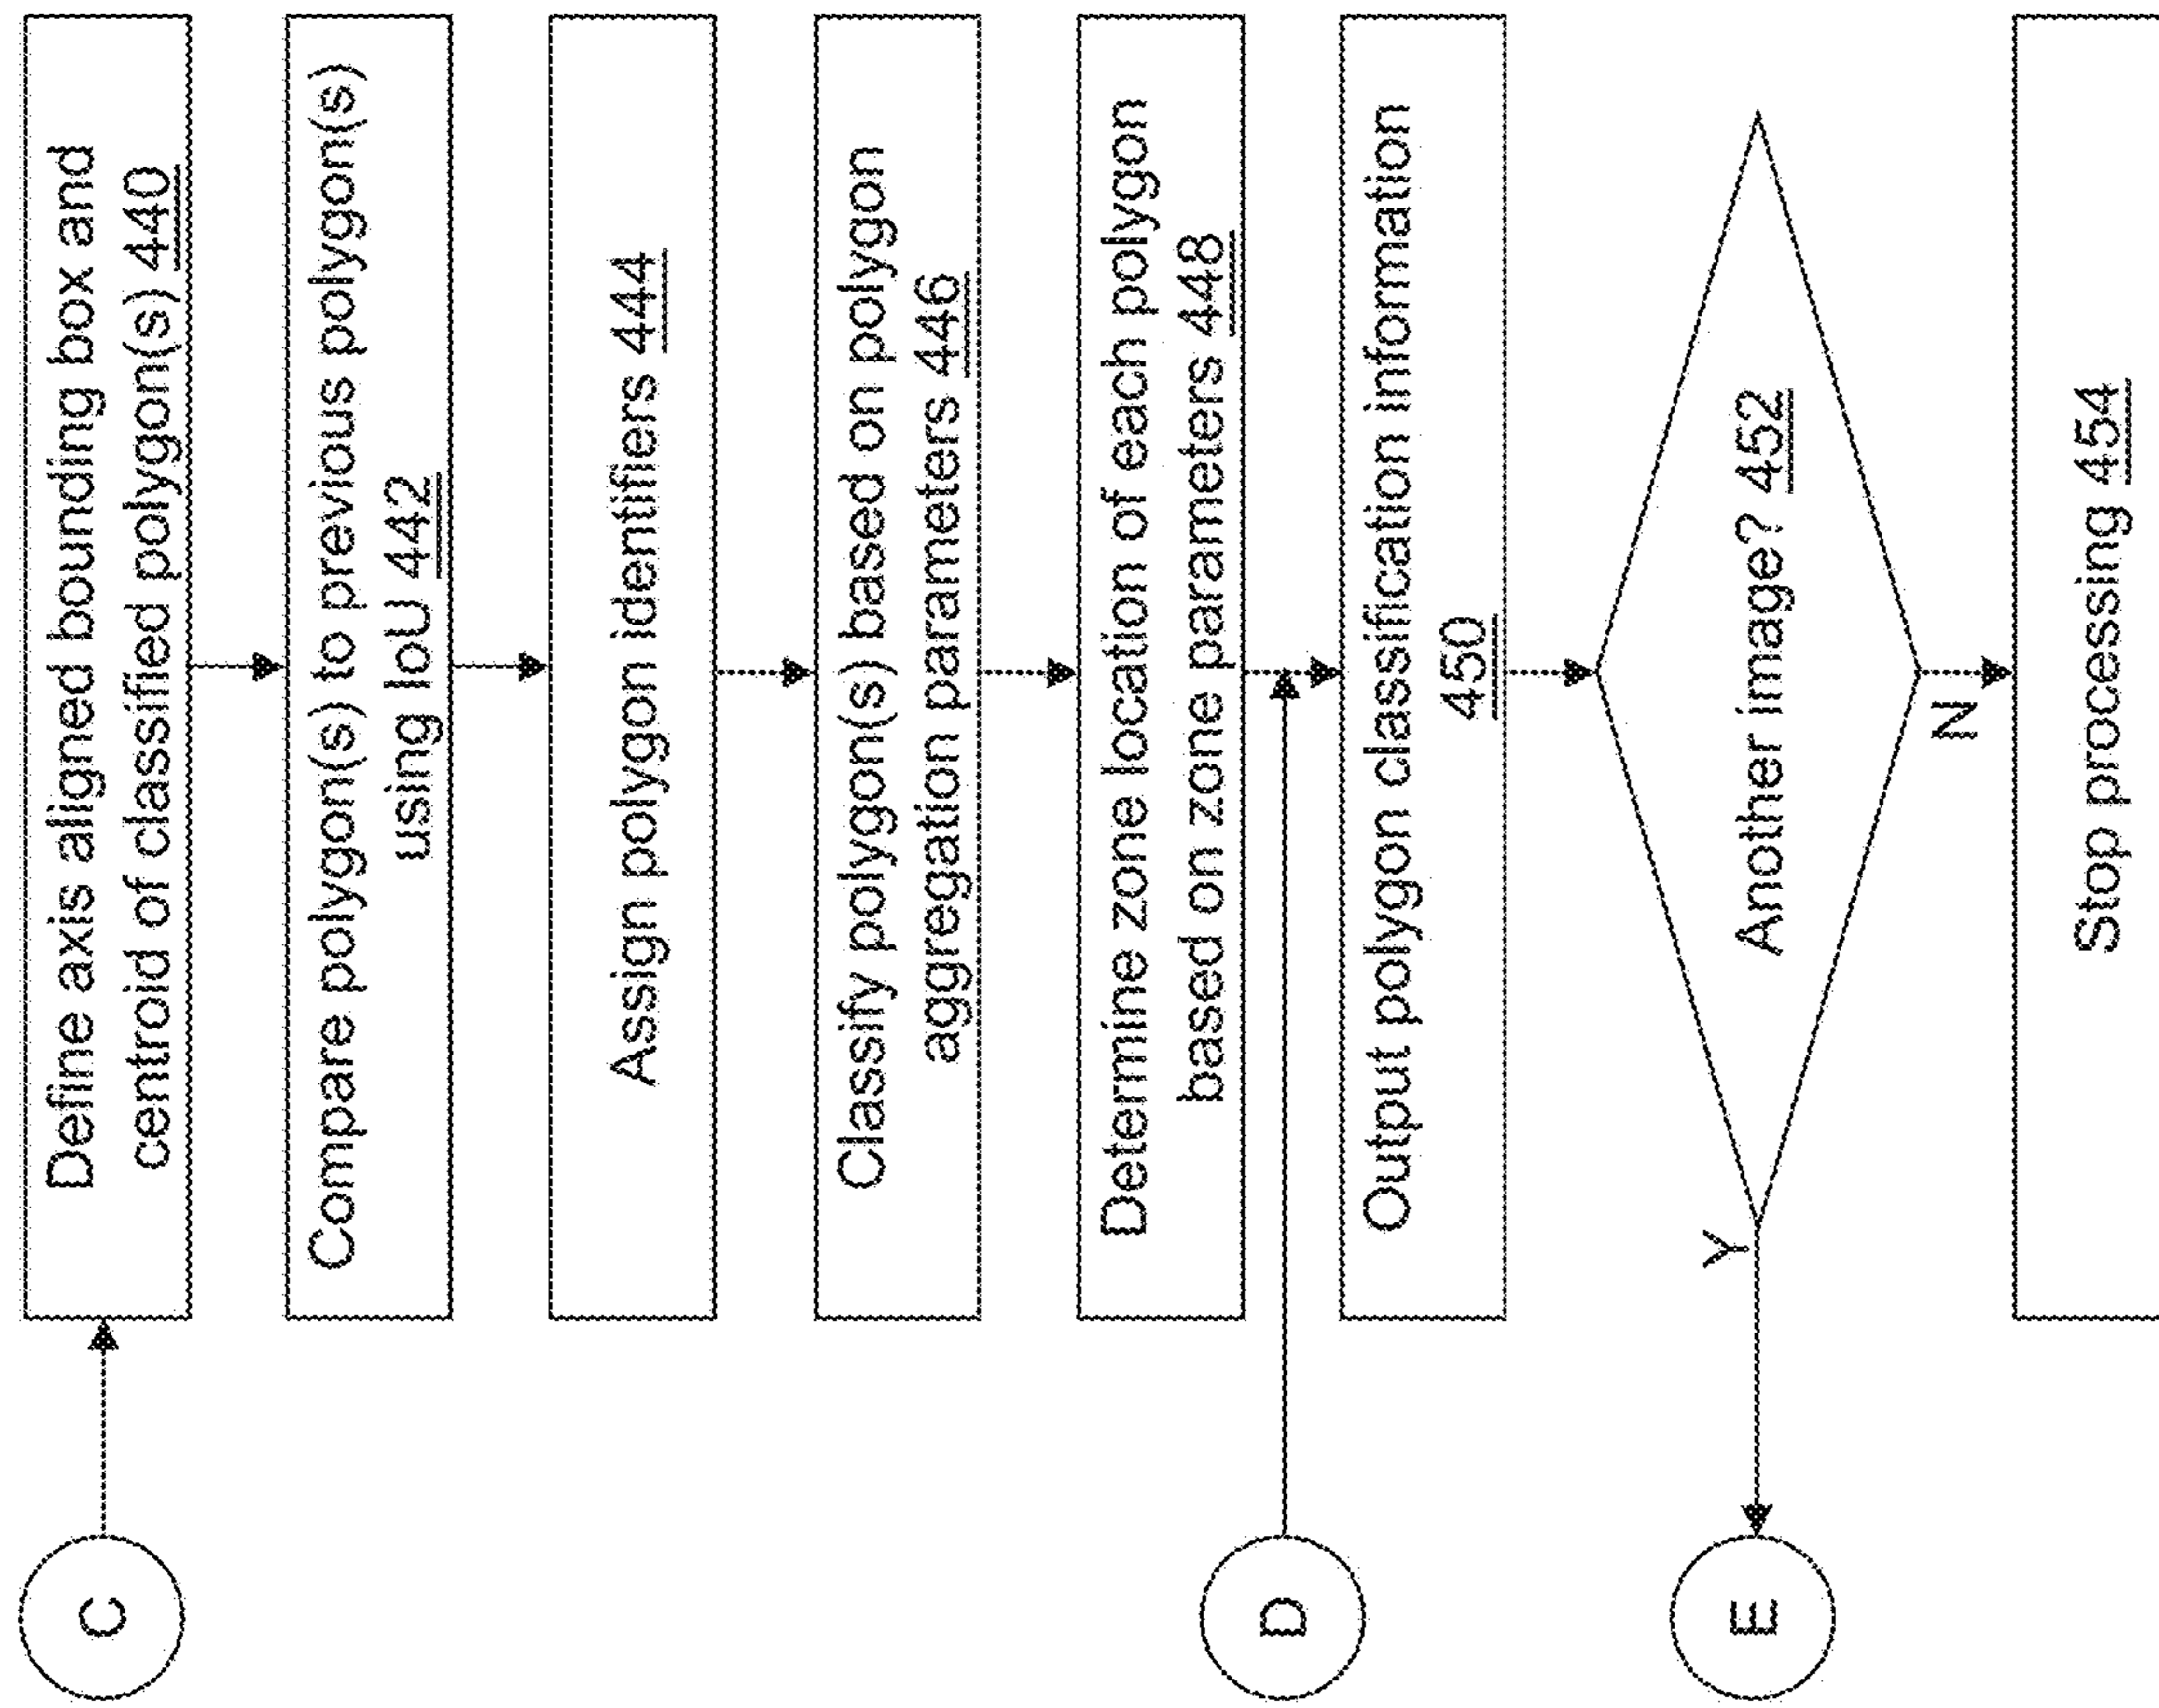 C
Define axis aligned bounding box and
centroid of classified polygon(s) 440
Compare polygon(s) to previous polygon(s)
using IoU 442
Assign polygon identifiers 444
Classify polygon(s) based on polygon
aggregation parameters 446
Determine zone location of each polygon
based on zone parameters 448
D
Output polygon classification information
450
Another image? 452
Y
E
N
Stop processing 454